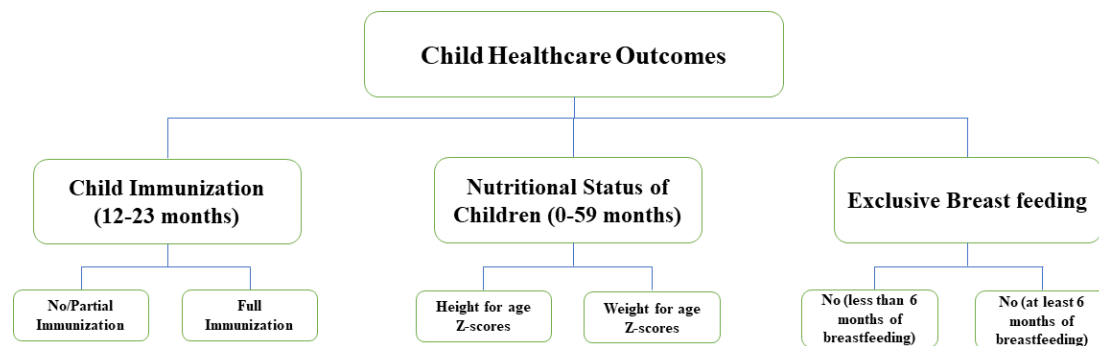 Child Healthcare Outcomes
Child Immunization
(12-23 months)
Nutritional Status of
Children (0-59 months)
Exclusive Breast feeding
No/Partial
Immunization
Full
Immunization
Height for age
Z-scores
Weight for age
Z-scores
No (less than 6
months of
breastfeeding)
No (at least 6
months of
breastfeeding)